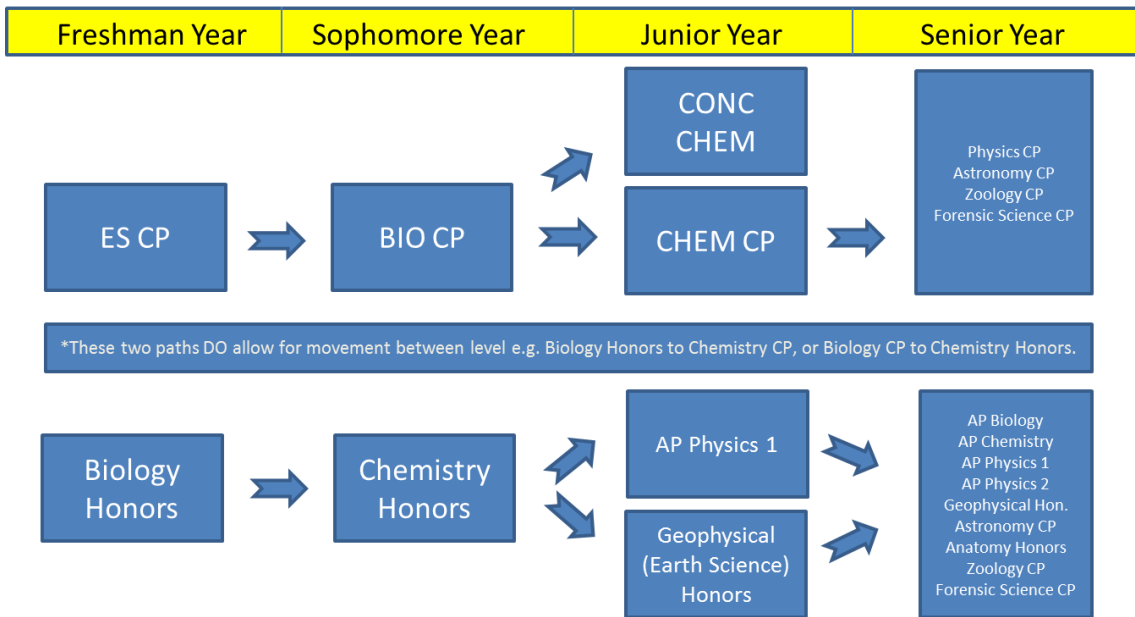 Freshman Year
Sophomore Year
Junior Year
Senior Year
ES CP
BIO CP
CONC
CHEM
CHEM CP
Physics CP
Astronomy CP
Zoology CP
Forensic Science CP
*These two paths DO allow for movement between level e.g. Biology Honors to Chemistry CP, or Biology CP to Chemistry Honors.
Biology
Honors
Chemistry
Honors
AP Physics 1
Geophysical
(Earth Science)
Honors
AP Biology
AP Chemistry
AP Physics 1
AP Physics 2
Geophysical Hon.
Astronomy CP
Anatomy Honors
Zoology CP
Forensic Science CP